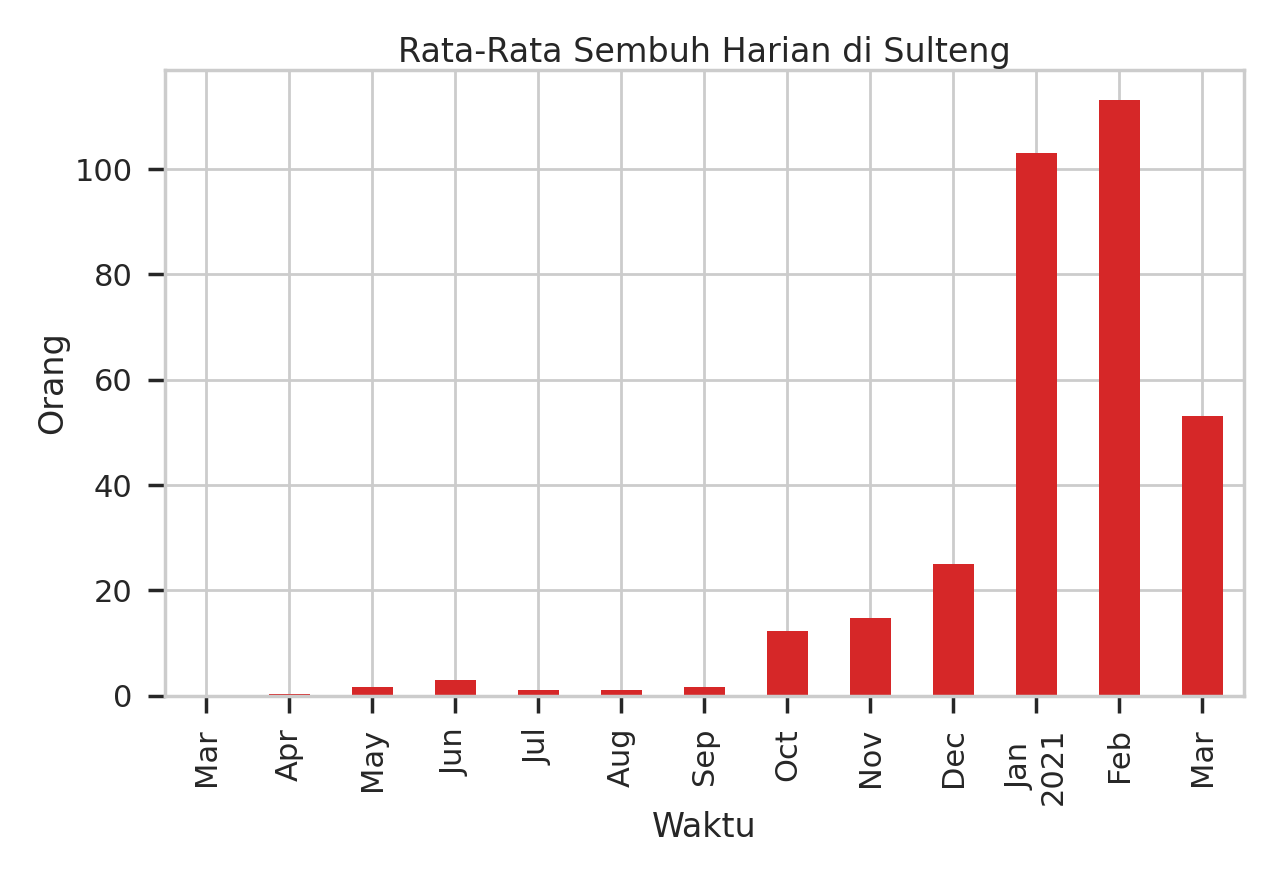 Rata-Rata Sembuh Harian di Sulteng
Orang
100
80
60
40
20
0
Mar
Apr
May
Jun
Jul
Aug
Sep
Oct
Nov
Dec
Jan
2021
Feb
Mar
Waktu